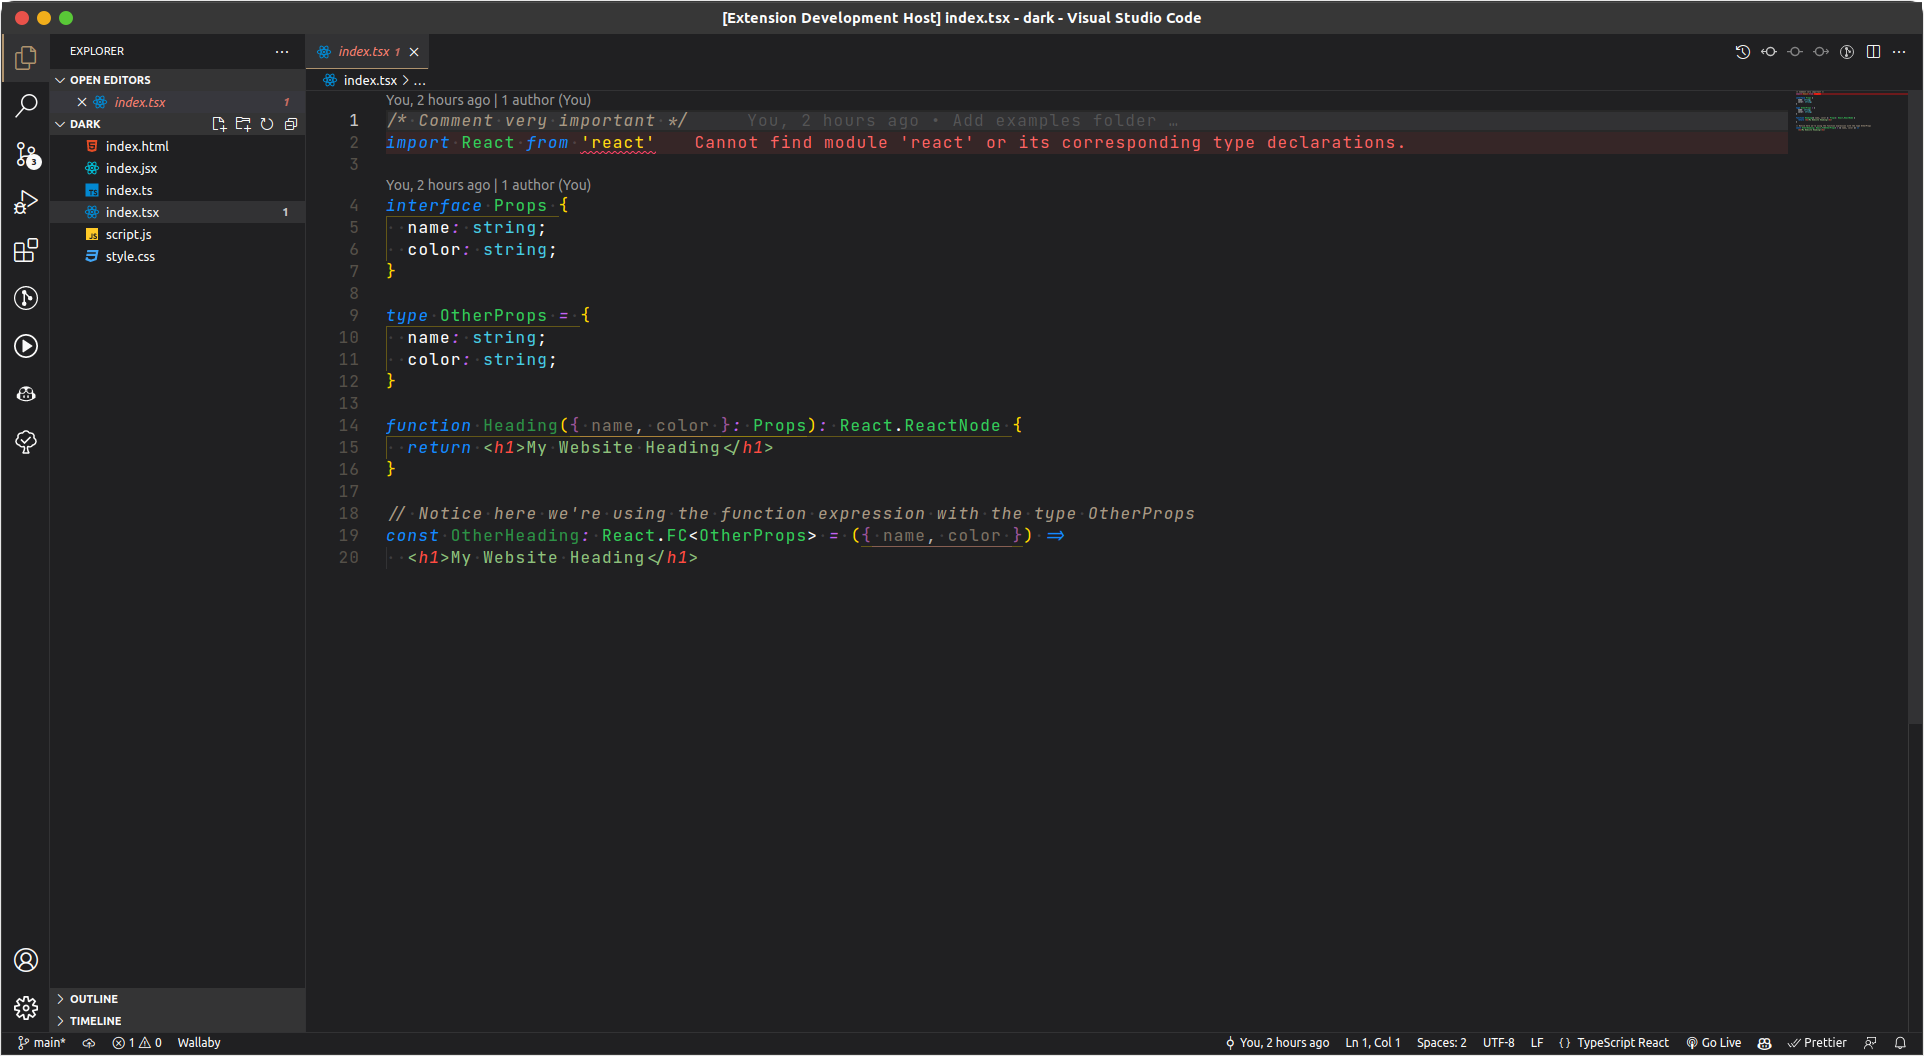 [Extension Development Host] index.tsx - dark - Visual Studio Code
EXPLORER
OPEN EDITORS
index.tsx 1
DARK
index.html
index.jsx
index.ts
index.tsx 1
script.js
style.css
OUTLINE
TIMELINE
3
index.tsx 1
index.tsx > ...
You, 2 hours ago | 1 author (You)
1 /* Comment very important */ You, 2 hours ago • Add examples folder …
2 import React from 'react' Cannot find module 'react' or its corresponding type declarations.
3
You, 2 hours ago | 1 author (You)
4 interface Props {
5 name: string;
6 color: string;
7 }
8
9 type OtherProps = {
10 name: string;
11 color: string;
12 }
13
14 function Heading({ name, color }: Props): React.ReactNode {
15 return <h1>My Website Heading</h1>
16 }
17
18 // Notice here we're using the function expression with the type OtherProps
19 const OtherHeading: React.FC<OtherProps> = ({ name, color }) =>
20 <h1>My Website Heading</h1>
main* 1 0 Wallaby You, 2 hours ago Ln 1, Col 1 Spaces: 2 UTF-8 LF {} TypeScript React Go Live Prettier